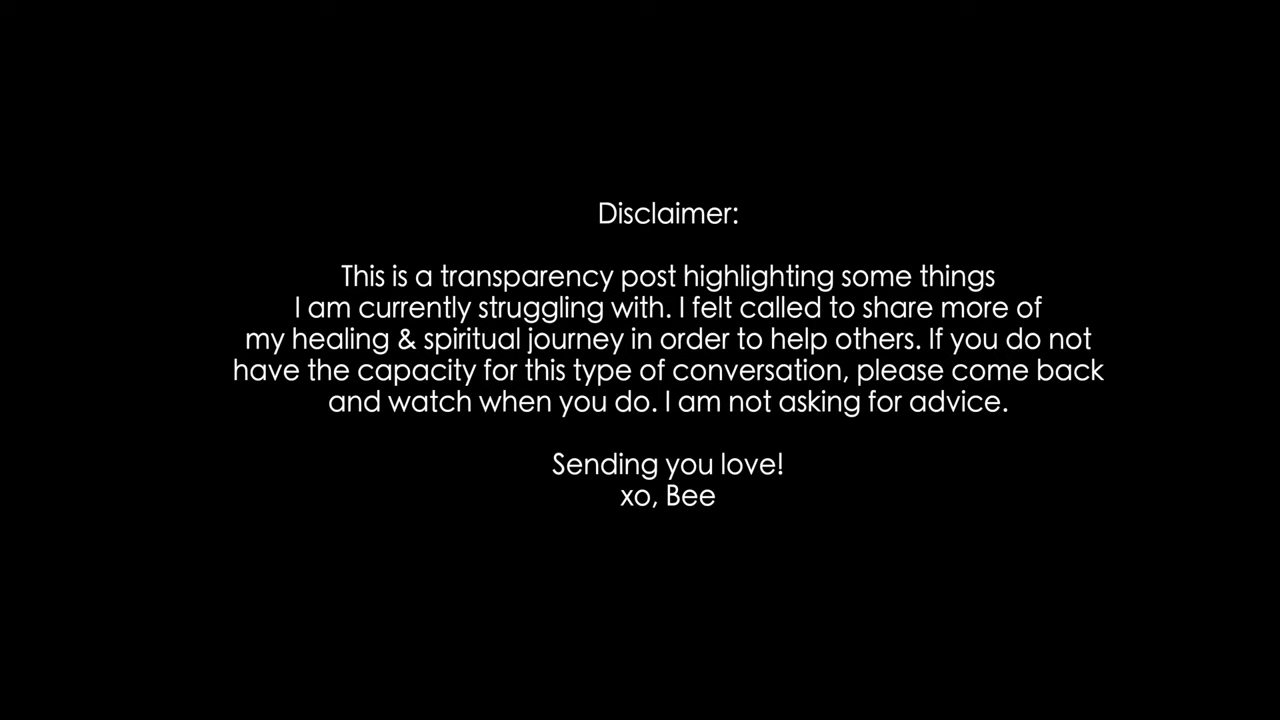 Disclaimer:
This is a transparency post highlighting some things
I am currently struggling with. I felt called to share more of
my healing & spiritual journey in order to help others. If you do not
have the capacity for this type of conversation, please come back
and watch when you do. I am not asking for advice.
Sending you love!
xo, Bee